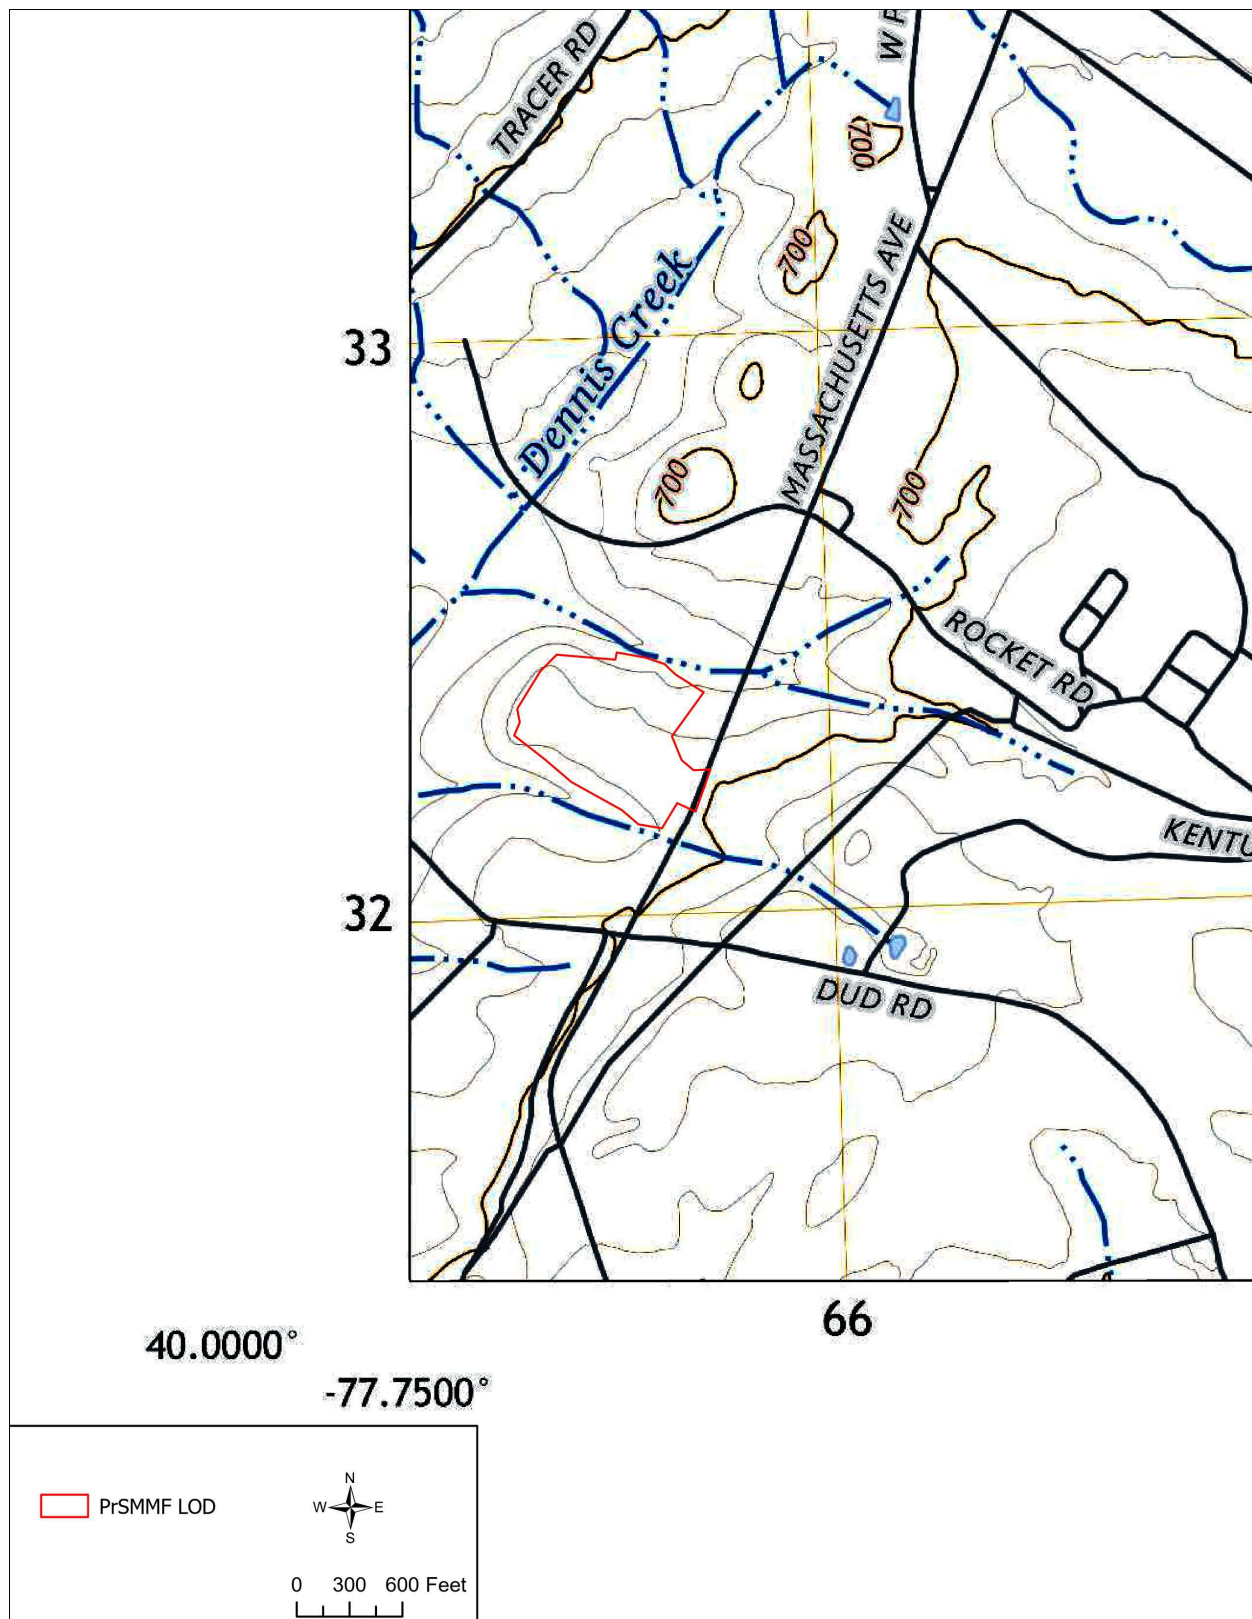 TRACER RD
W
700
700
MASSACHUSETTS AVE
Dennis Creek
33
700
700
ROCKET RD
KENTU
32
DUD RD
66
40.0000°
-77.7500°
PrSMMF LOD
N
W E
S
0 300 600 Feet